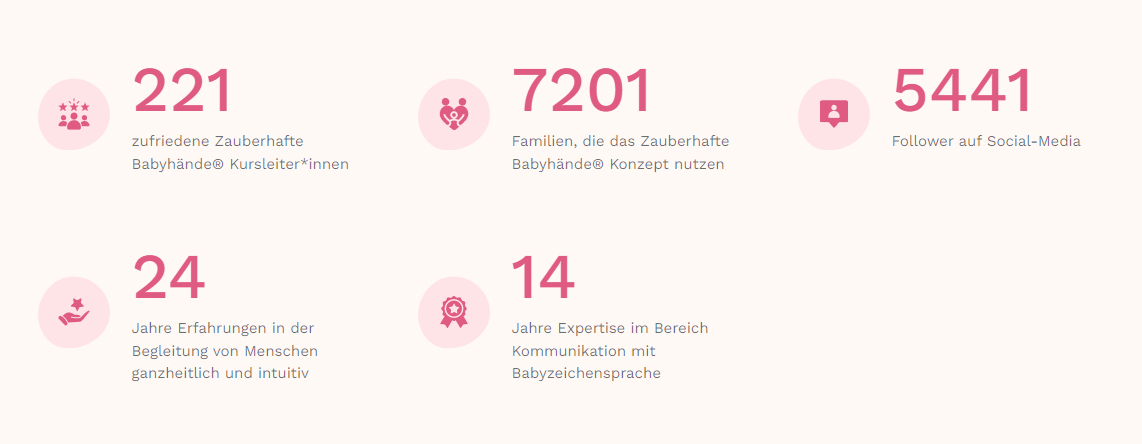 221
zufriedene Zauberhafte
Babyhände® Kursleiter*innen
7201
Familien, die das Zauberhafte
Babyhände® Konzept nutzen
5441
Follower auf Social-Media
24
Jahre Erfahrungen in der
Begleitung von Menschen
ganzheitlich und intuitiv
14
Jahre Expertise im Bereich
Kommunikation mit
Babyzeichensprache